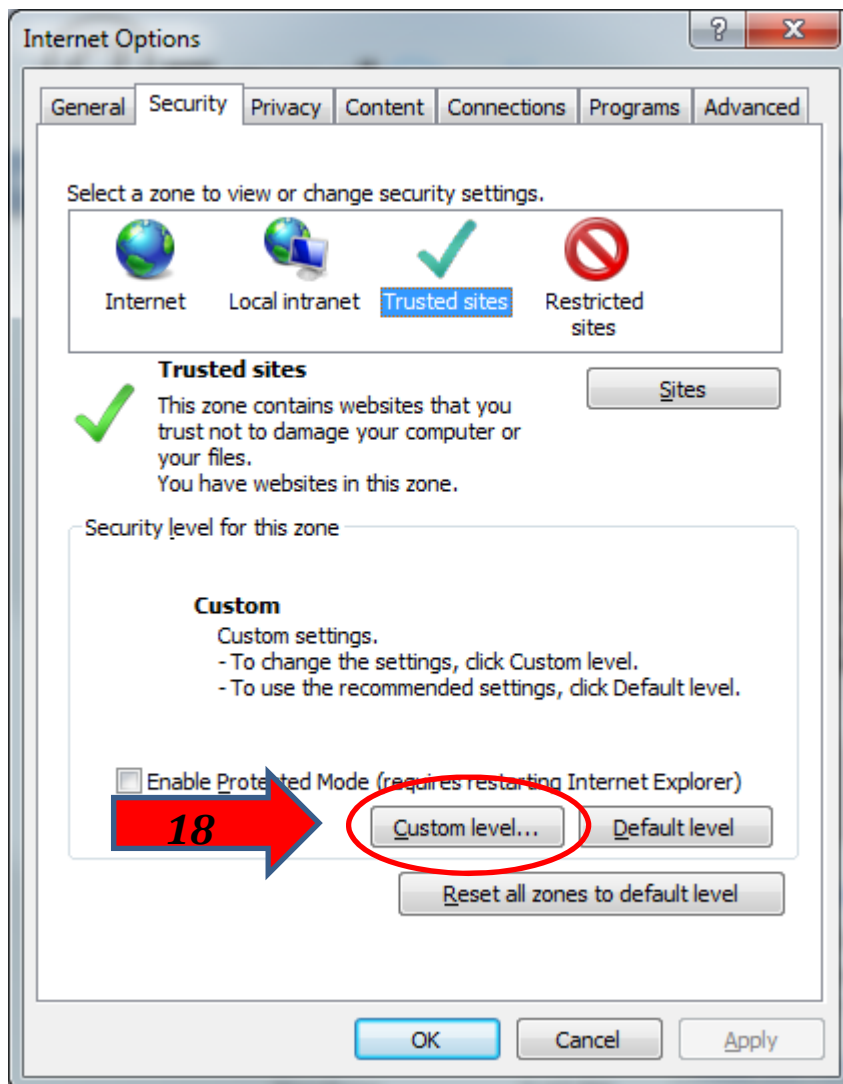 Internet Options
General Security Privacy Content Connections Programs Advanced
Select a zone to view or change security settings.
Internet Local intranet Trusted sites Restricted sites
Trusted sites
Sites
This zone contains websites that you
trust not to damage your computer or
your files.
You have websites in this zone.
Security level for this zone
Custom
Custom settings.
- To change the settings, click Custom level.
- To use the recommended settings, click Default level.
Enable Protected Mode (requires restarting Internet Explorer)
18 Custom level... Default level
Reset all zones to default level
OK Cancel Apply